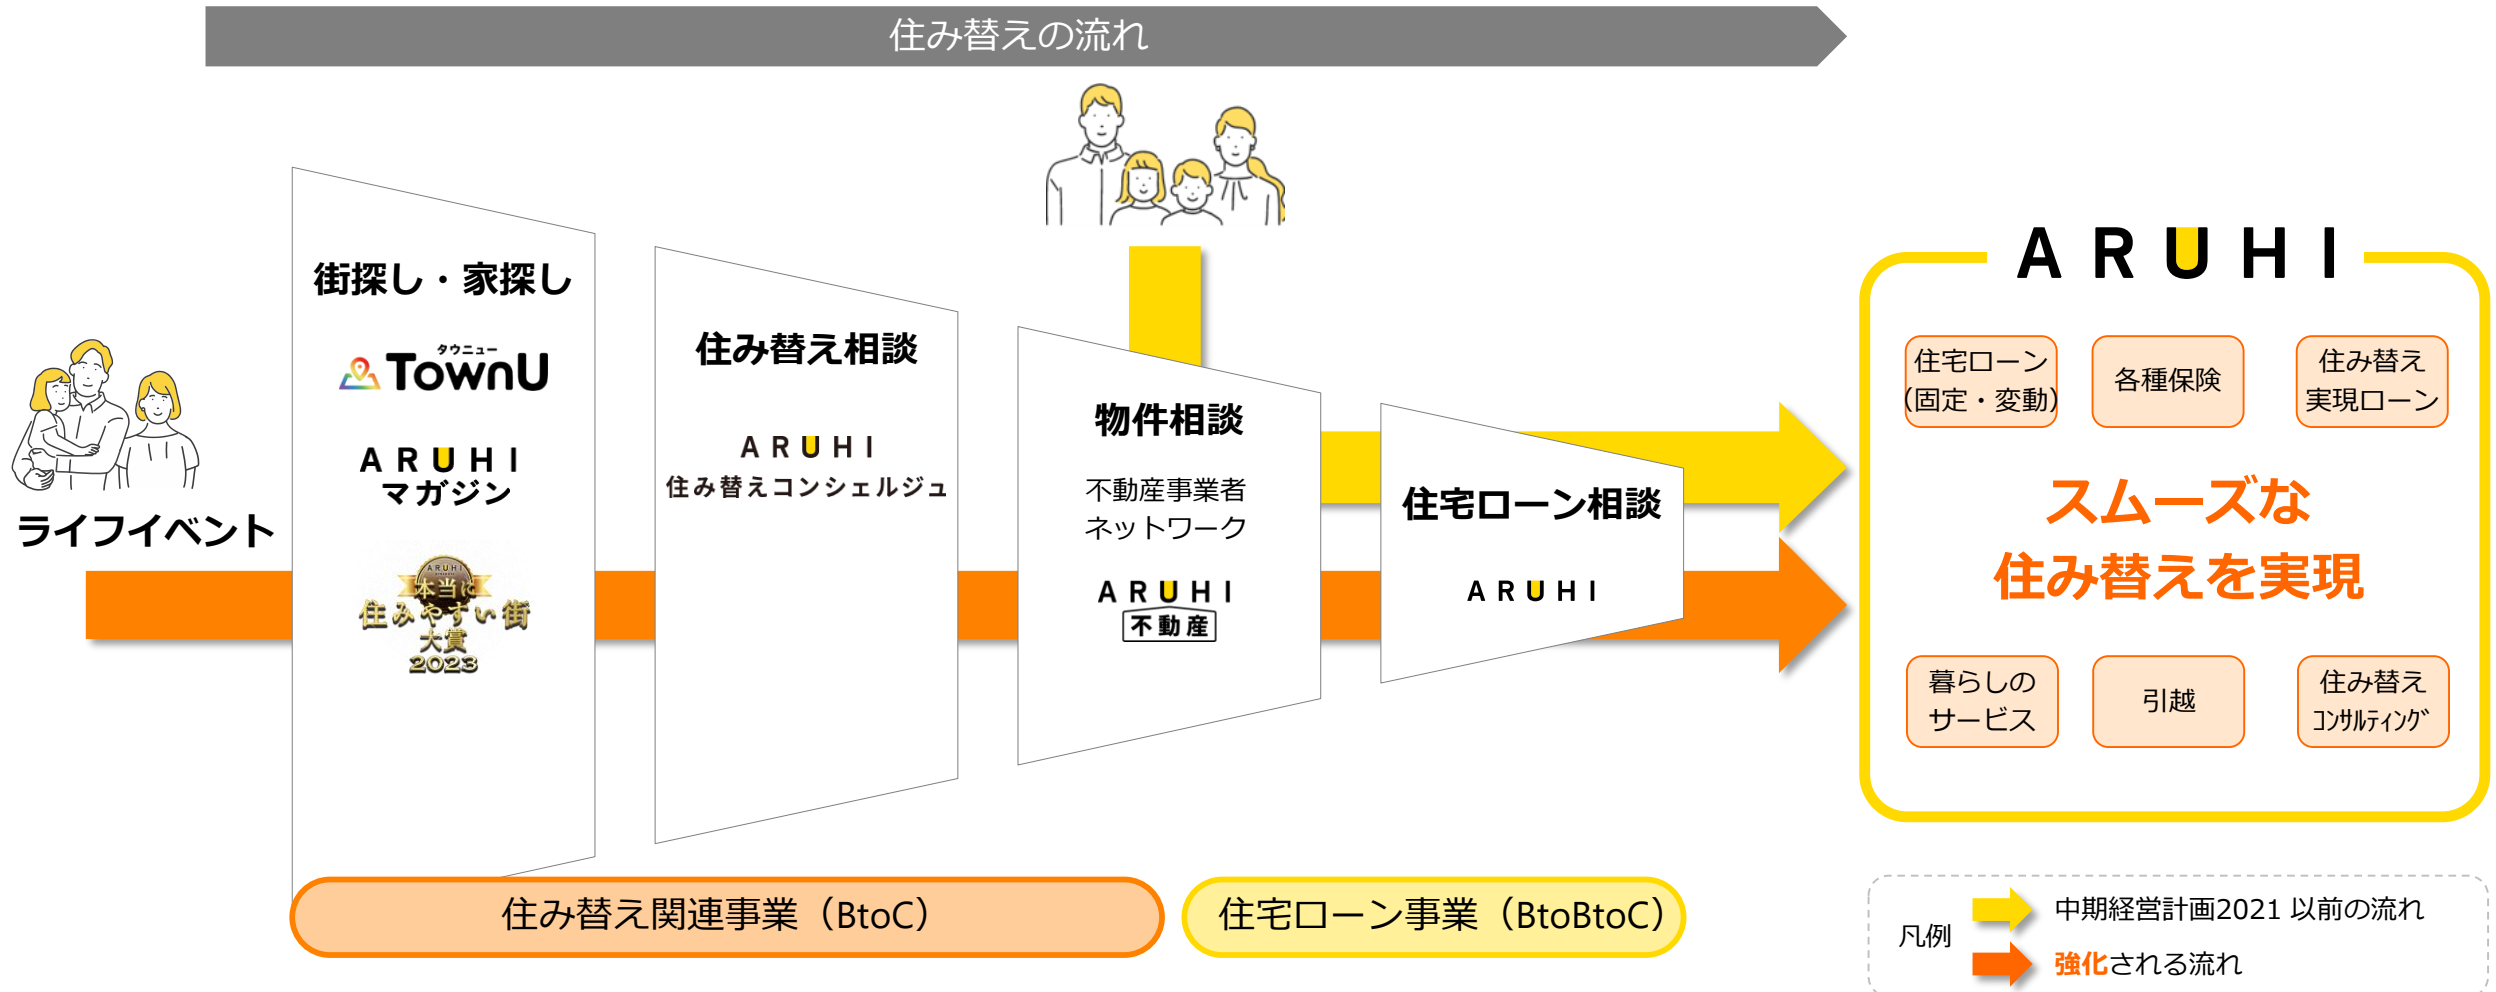 住み替えの流れ
ライフイベント
街探し・家探し
タウニュー
TownU
ARUHI
マガジン
ARUHI
本当に
住みやすい街
大賞
2023
住み替え相談
ARUHI
住み替えコンシェルジュ
物件相談
不動産事業者
ネットワーク
ARUHI
不動産
住宅ローン相談
ARUHI
住み替え関連事業（BtoC）
住宅ローン事業（BtoBtoC）
ARUHI
住宅ローン
（固定・変動）
各種保険
住み替え
実現ローン
スムーズな
住み替えを実現
暮らしの
サービス
引越
住み替え
ｺﾝｻﾙﾃｨﾝｸﾞ
凡例
中期経営計画2021 以前の流れ
強化される流れ